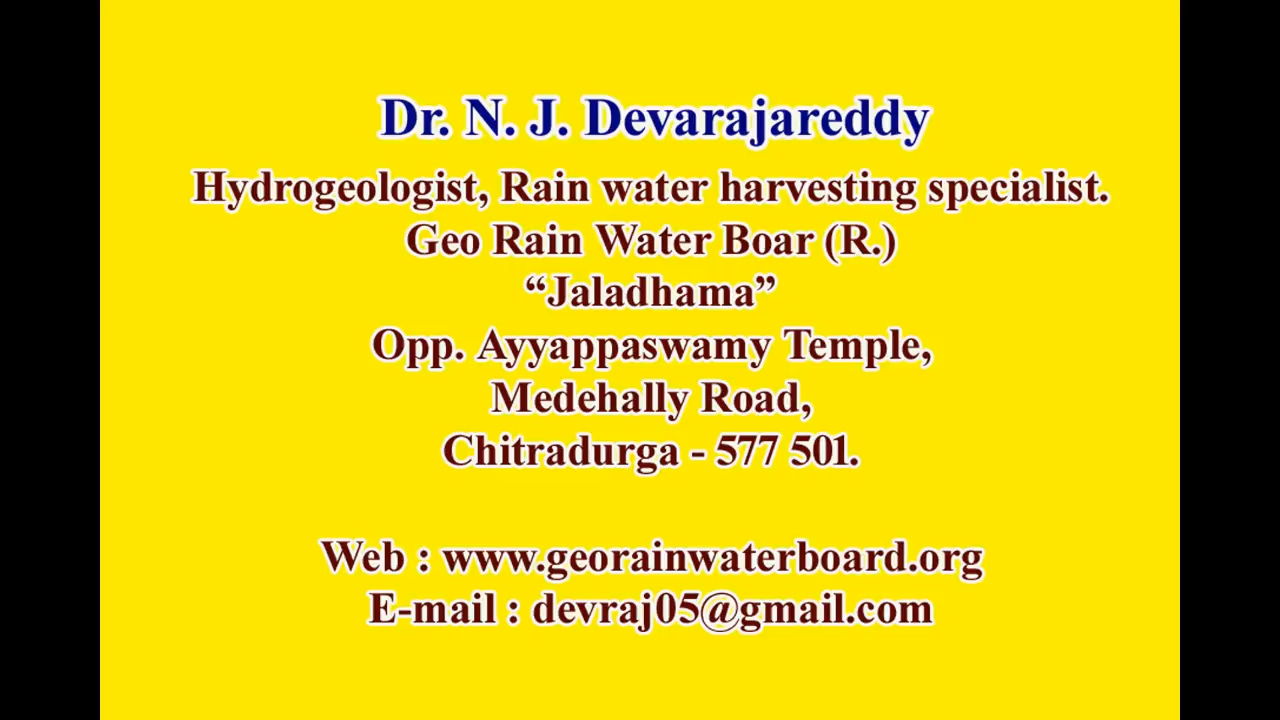 Dr. N. J. Devarajareddy
Hydrogeologist, Rain water harvesting specialist.
Geo Rain Water Boar (R.)
“Jaladhama”
Opp. Ayyappaswamy Temple,
Medehally Road,
Chitradurga - 577 501.
Web : www.georainwaterboard.org
E-mail : devraj05@gmail.com